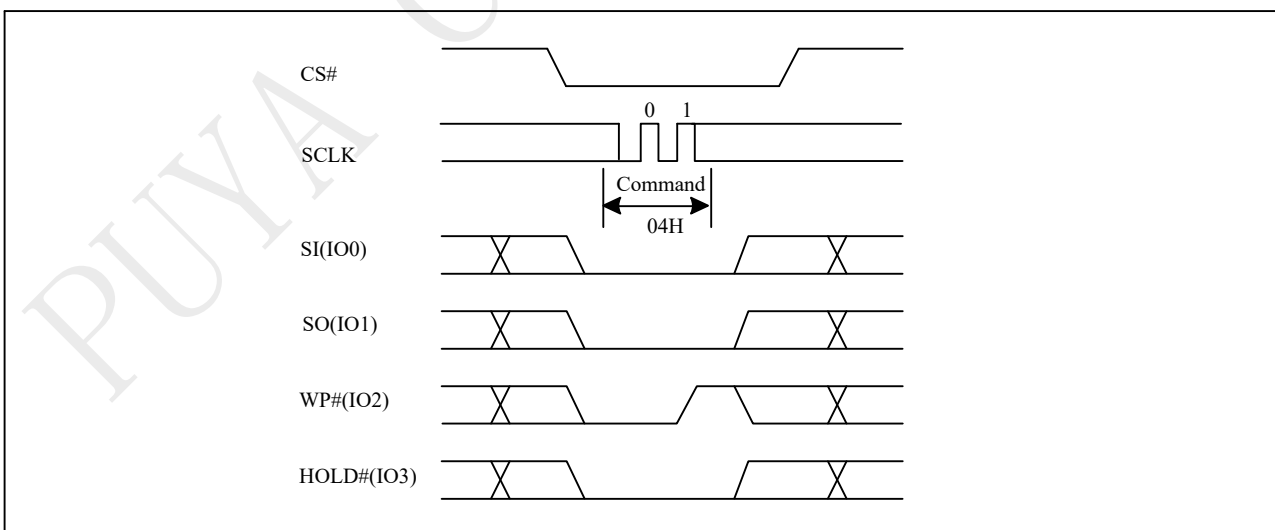 CS#
0 1
SCLK
Command
04H
SI(IO0)
SO(IO1)
WP#(IO2)
HOLD#(IO3)
PUYA